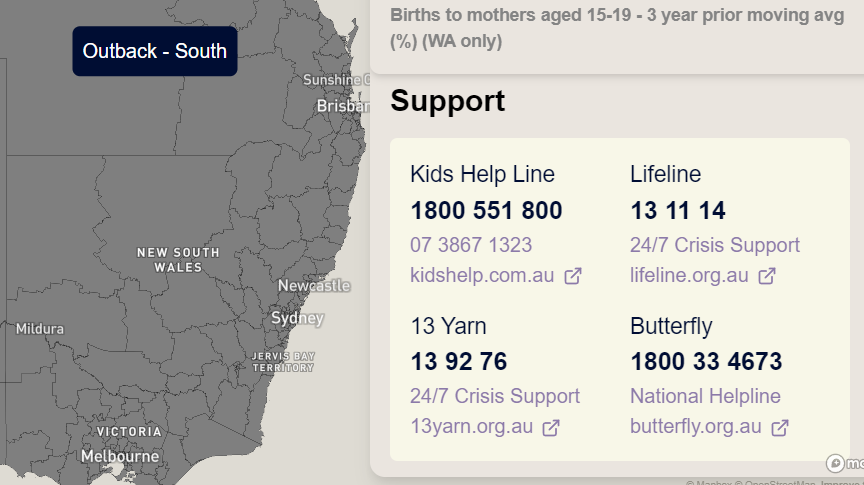 Outback - South
Sunshine C
Brisban
NEW SOUTH
WALES
Newcastle
Sydney
Mildura
JERVIS BAY
TERRITORY
VICTORIA
Melbourne
Births to mothers aged 15-19 - 3 year prior moving avg
(%) (WA only)
Support
Kids Help Line
1800 551 800
07 3867 1323
kidshelp.com.au
Lifeline
13 11 14
24/7 Crisis Support
lifeline.org.au
13 Yarn
13 92 76
24/7 Crisis Support
13yarn.org.au
Butterfly
1800 33 4673
National Helpline
butterfly.org.au
© Mapbox © OpenStreetMap Improve